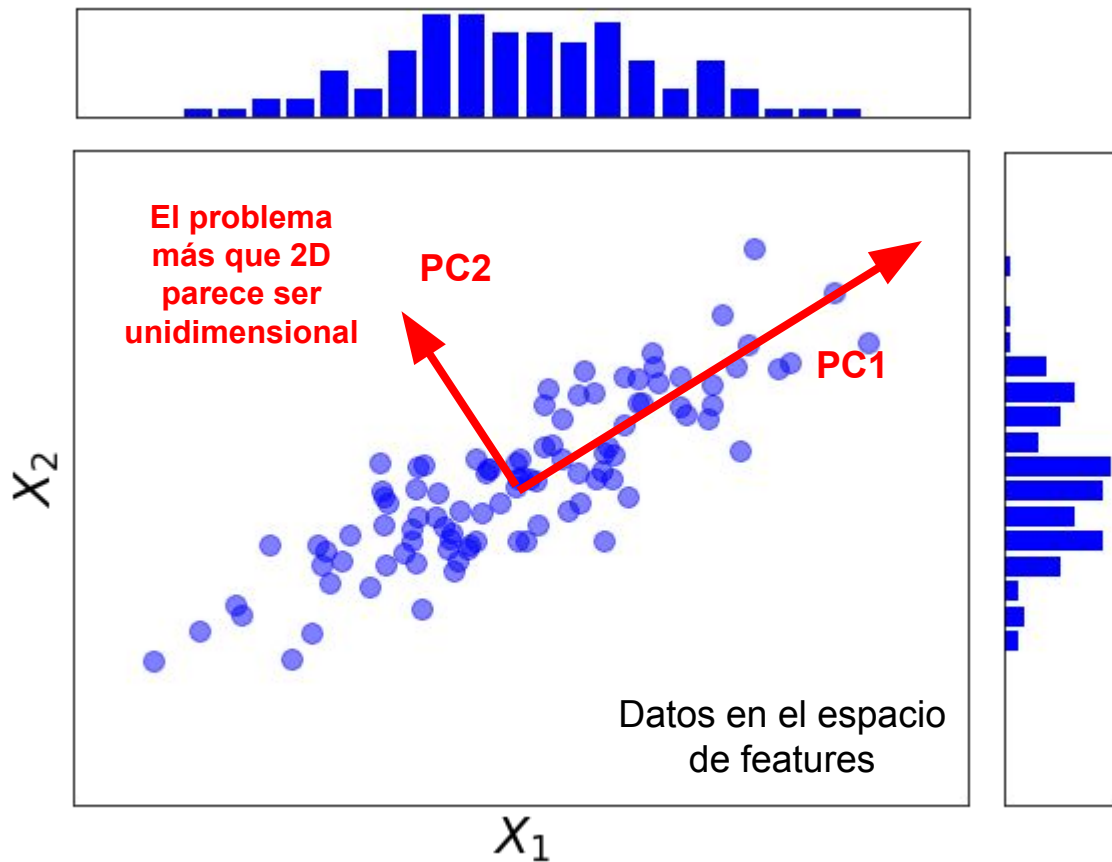 El problema
más que 2D
parece ser
unidimensional
PC2
PC1
X₂
Datos en el espacio
de features
X₁